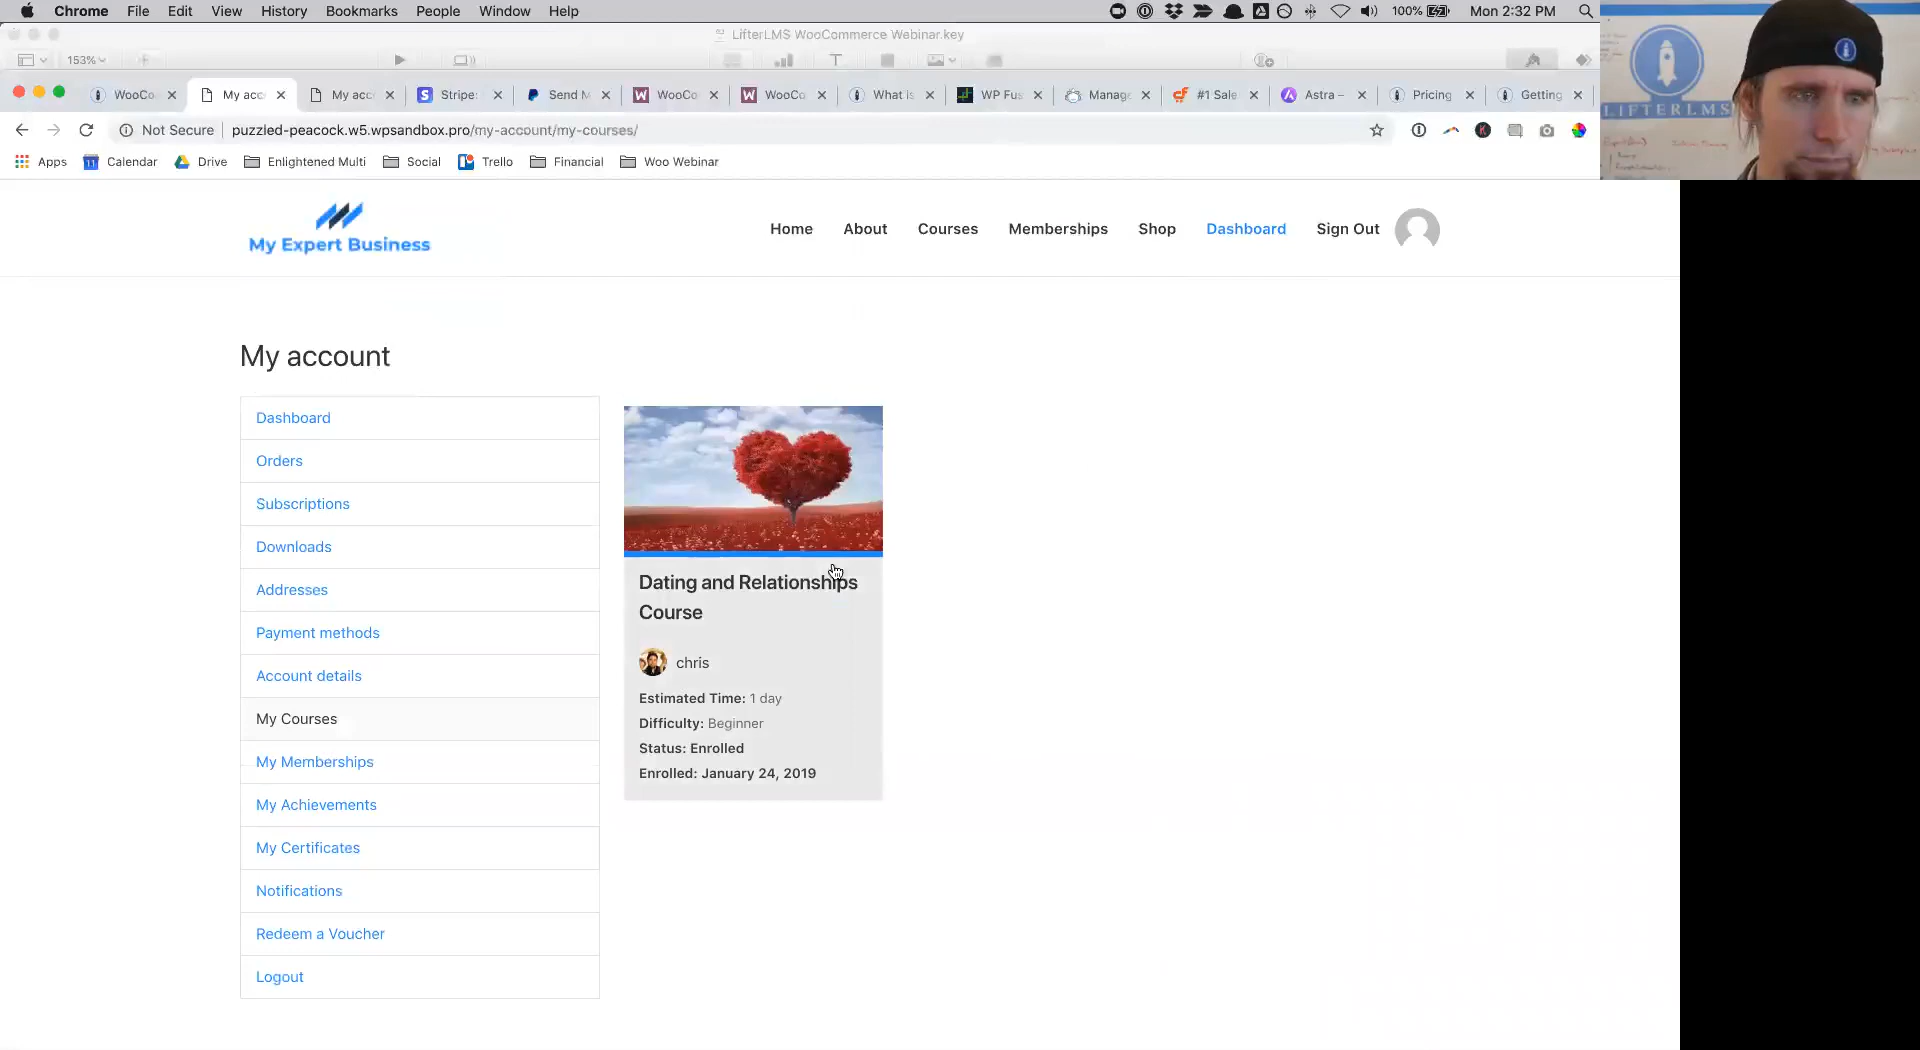 Chrome File Edit View History Bookmarks People Window Help 100% Mon 2:32 PM
LifterLMS WooCommerce Webinar.key
153%
WooCo My acc My acc Stripe: Send M WooCo WooCo What is WP Fus Manag #1 Sale Astra – Pricing Getting
Not Secure puzzled-peacock.w5.wpsandbox.pro/my-account/my-courses/
Apps Calendar Drive Enlightened Multi Social Trello Financial Woo Webinar
LIFTERLMS
My Expert Business
Home About Courses Memberships Shop Dashboard Sign Out
My account
Dashboard
Orders
Subscriptions
Downloads
Addresses
Payment methods
Account details
My Courses
My Memberships
My Achievements
My Certificates
Notifications
Redeem a Voucher
Logout
Dating and Relationships
Course
chris
Estimated Time: 1 day
Difficulty: Beginner
Status: Enrolled
Enrolled: January 24, 2019